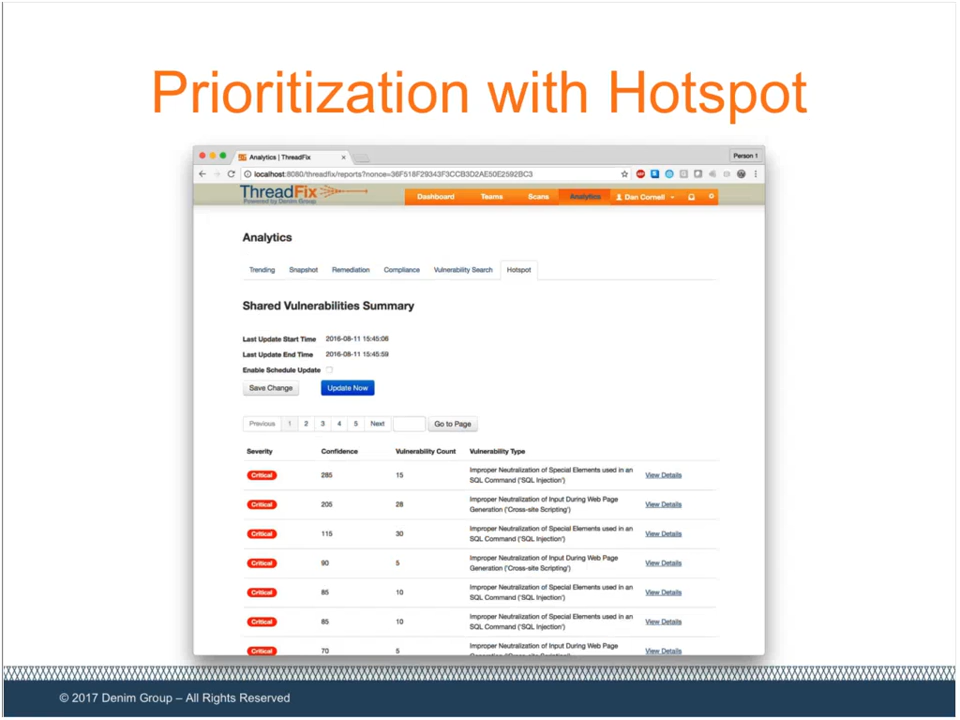 Prioritization with Hotspot
Analytics | ThreadFix
Person 1
localhost:8080/threadfix/reports?nonce=36F518F29343F3CCB3D2AE50E2592BC3
ThreadFix
Powered by Denim Group
Dashboard Teams Scans Analytics Dan Cornell
Analytics
Trending Snapshot Remediation Compliance Vulnerability Search Hotspot
Shared Vulnerabilities Summary
Last Update Start Time 2016-08-11 15:45:06
Last Update End Time 2016-08-11 15:45:59
Enable Schedule Update
Save Change Update Now
Previous 1 2 3 4 5 Next Go to Page
Severity Confidence Vulnerability Count Vulnerability Type
Critical 285 15 Improper Neutralization of Special Elements used in an
SQL Command ('SQL Injection') View Details
Critical 205 28 Improper Neutralization of Input During Web Page
Generation ('Cross-site Scripting') View Details
Critical 115 30 Improper Neutralization of Special Elements used in an
SQL Command ('SQL Injection') View Details
Critical 90 5 Improper Neutralization of Input During Web Page
Generation ('Cross-site Scripting') View Details
Critical 85 10 Improper Neutralization of Special Elements used in an
SQL Command ('SQL Injection') View Details
Critical 85 10 Improper Neutralization of Special Elements used in an
SQL Command ('SQL Injection') View Details
Critical 70 5 Improper Neutralization of Input During Web Page
View Details
© 2017 Denim Group – All Rights Reserved